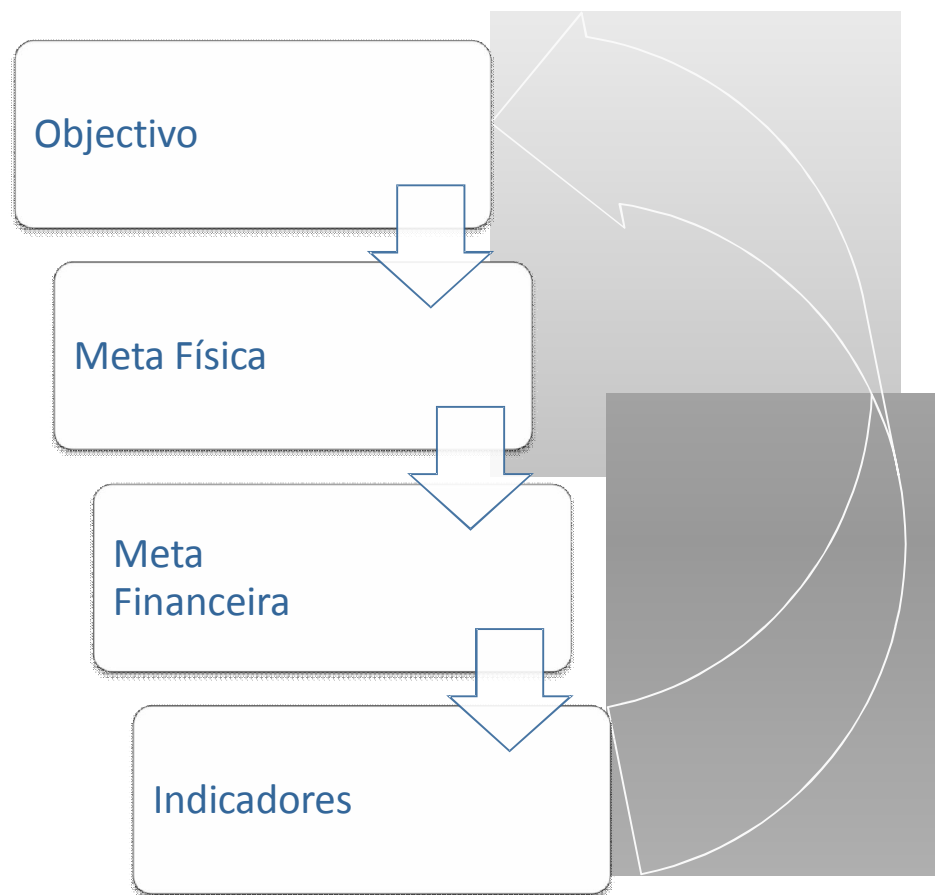 Objectivo
Meta Física
Meta
Financeira
Indicadores